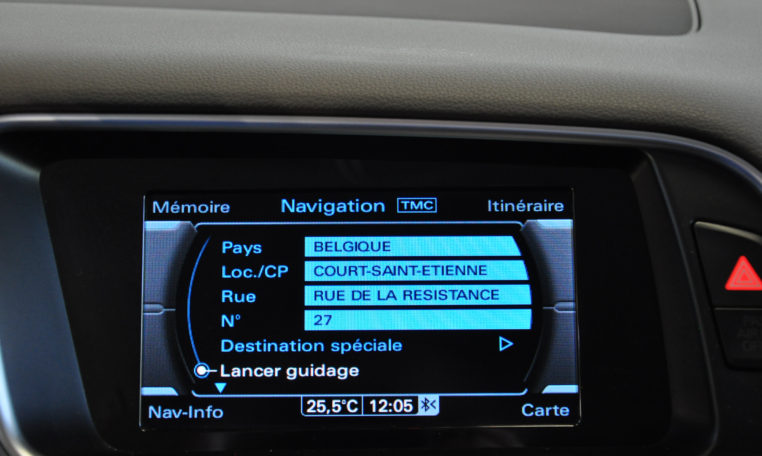 Mémoire Navigation TMC Itinéraire
Pays BELGIQUE
Loc./CP COURT-SAINT-ETIENNE
Rue RUE DE LA RESISTANCE
N° 27
Destination spéciale
Lancer guidage
Nav-Info 25,5°C 12:05 Carte